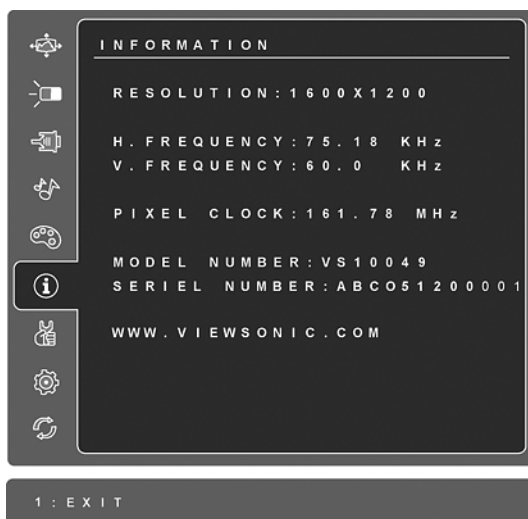 INFORMATION
RESOLUTION:1600X1200
H.FREQUENCY:75.18 KHz
V.FREQUENCY:60.0 KHz
PIXEL CLOCK:161.78 MHz
MODEL NUMBER:VS10049
SERIEL NUMBER:ABCO51200001
WWW.VIEWSONIC.COM
1:EXIT